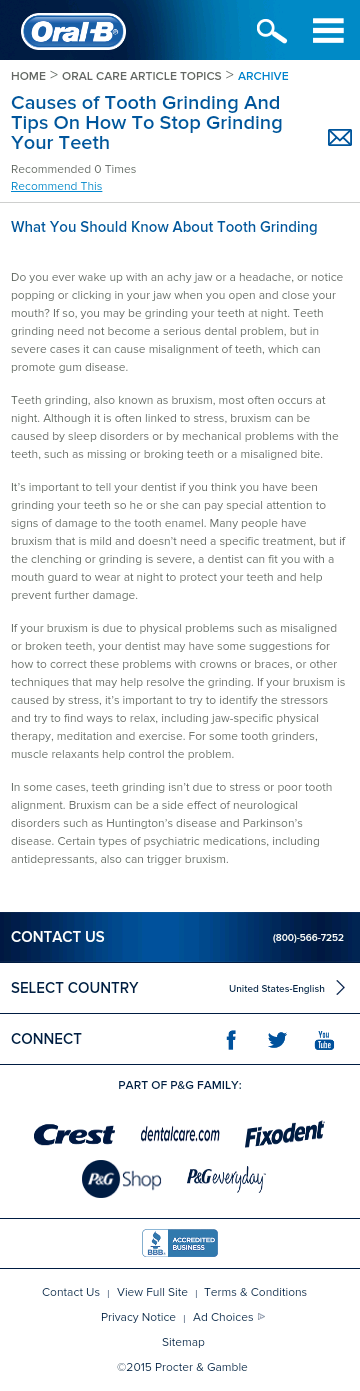 Oral-B®
HOME > ORAL CARE ARTICLE TOPICS > ARCHIVE
Causes of Tooth Grinding And
Tips On How To Stop Grinding
Your Teeth
Recommended 0 Times
Recommend This
What You Should Know About Tooth Grinding
Do you ever wake up with an achy jaw or a headache, or notice
popping or clicking in your jaw when you open and close your
mouth? If so, you may be grinding your teeth at night. Teeth
grinding need not become a serious dental problem, but in
severe cases it can cause misalignment of teeth, which can
promote gum disease.
Teeth grinding, also known as bruxism, most often occurs at
night. Although it is often linked to stress, bruxism can be
caused by sleep disorders or by mechanical problems with the
teeth, such as missing or broking teeth or a misaligned bite.
It’s important to tell your dentist if you think you have been
grinding your teeth so he or she can pay special attention to
signs of damage to the tooth enamel. Many people have
bruxism that is mild and doesn’t need a specific treatment, but if
the clenching or grinding is severe, a dentist can fit you with a
mouth guard to wear at night to protect your teeth and help
prevent further damage.
If your bruxism is due to physical problems such as misaligned
or broken teeth, your dentist may have some suggestions for
how to correct these problems with crowns or braces, or other
techniques that may help resolve the grinding. If your bruxism is
caused by stress, it’s important to try to identify the stressors
and try to find ways to relax, including jaw-specific physical
therapy, meditation and exercise. For some tooth grinders,
muscle relaxants help control the problem.
In some cases, teeth grinding isn’t due to stress or poor tooth
alignment. Bruxism can be a side effect of neurological
disorders such as Huntington’s disease and Parkinson’s
disease. Certain types of psychiatric medications, including
antidepressants, also can trigger bruxism.
CONTACT US (800)-566-7252
SELECT COUNTRY United States-English
CONNECT You Tube
PART OF P&G FAMILY:
Crest dentalcare.com Fixodent
P&G Shop P&G everyday
BBB. ACCREDITED BUSINESS
Contact Us | View Full Site | Terms & Conditions
Privacy Notice | Ad Choices
Sitemap
©2015 Procter & Gamble